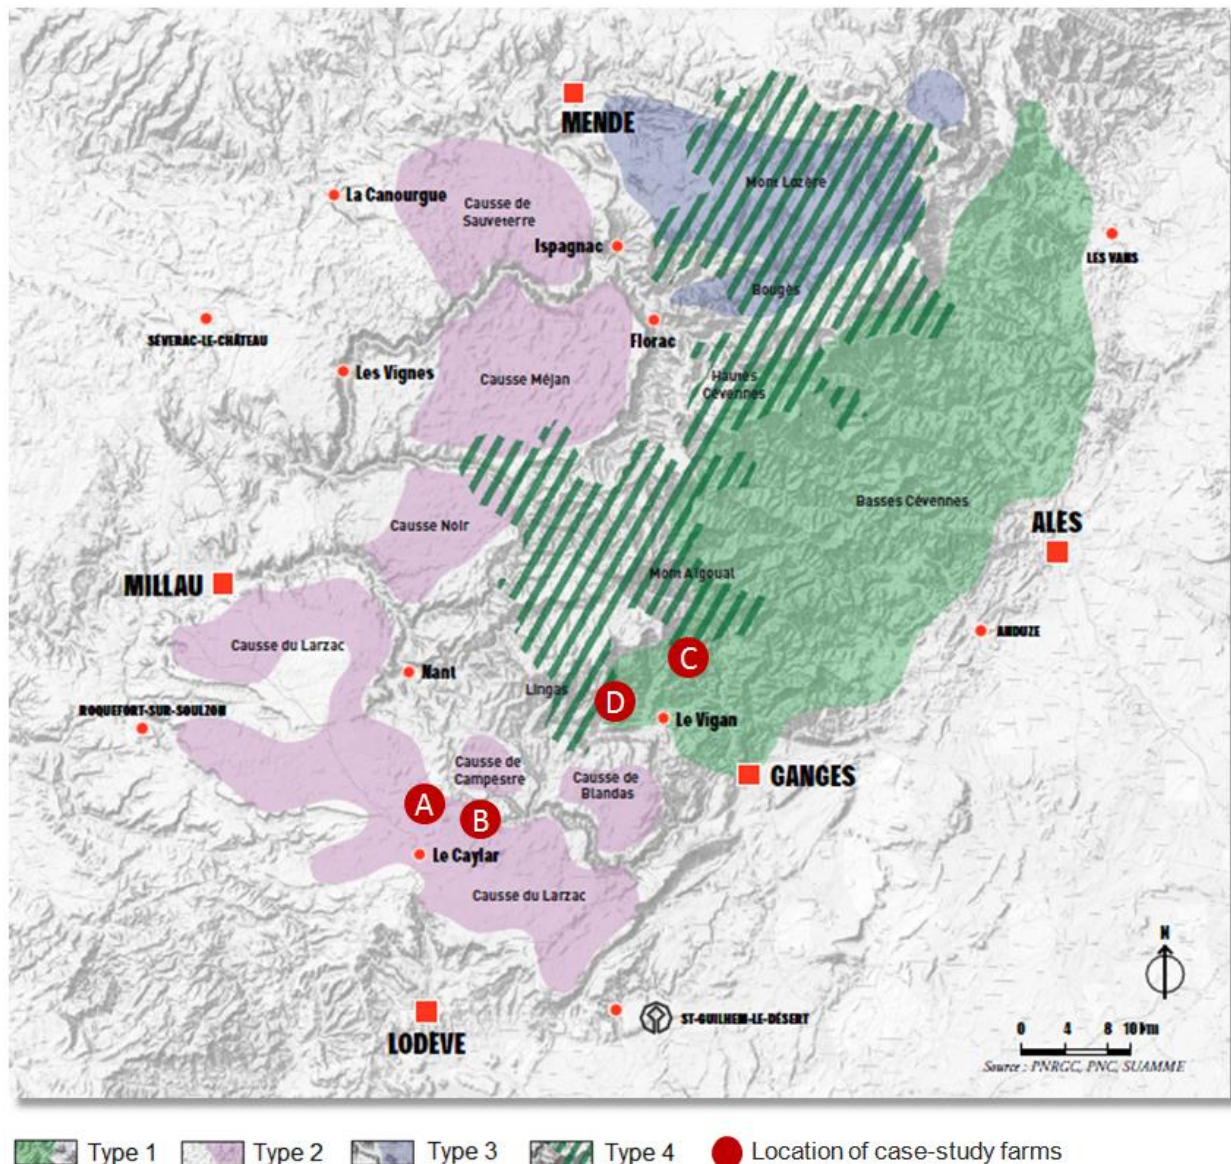 MENDE
La Canourgue
Causse de
Sauveterre
Mont Lozère
Ispagnac
LES VANS
Bougès
SÉVERAC-LE-CHÂTEAU
Florac
Les Vignes
Causse Méjan
Hautes
Cévennes
Basses Cévennes
Causse Noir
ALÈS
MILLAU
Mont Aigoual
ANDUZE
Causse du Larzac
C
Nant
Lingas
D
ROQUEFORT-SUR-SOULZON
Le Vigan
Causse de
Campestre
Causse de
Blandas
GANGES
A
B
Le Caylar
Causse du Larzac
N
LODÈVE
ST-GUILHEM-LE-DÉSERT
0 4 8 10 km
Source : PNRGC, PNC, SUAMME
Type 1 Type 2 Type 3 Type 4 Location of case-study farms